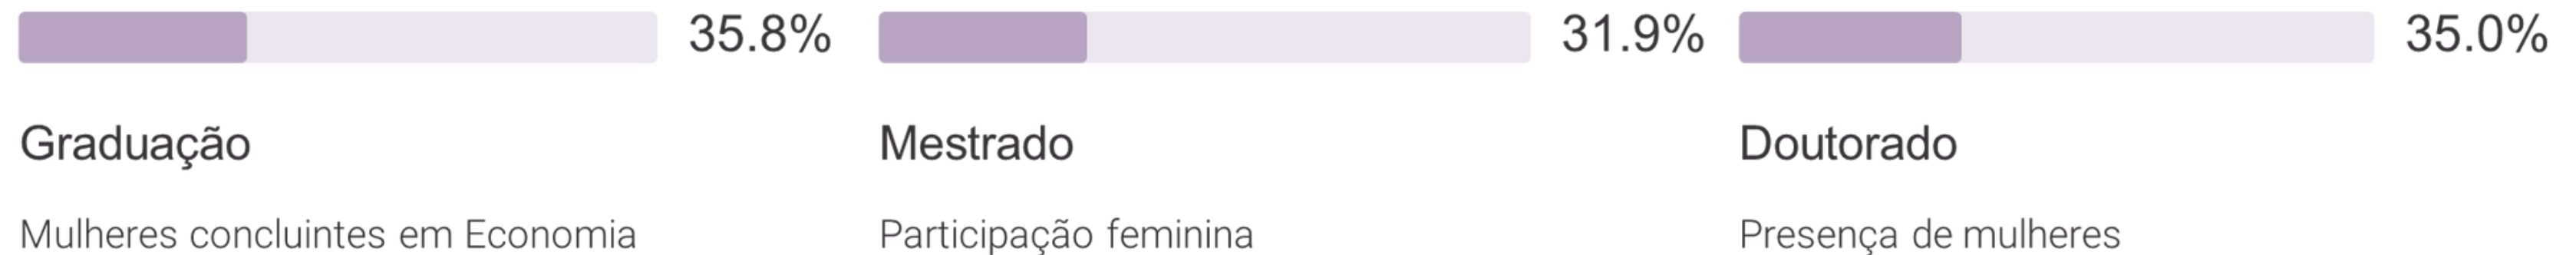 35.8%
Graduação
Mulheres concluintes em Economia
31.9%
Mestrado
Participação feminina
35.0%
Doutorado
Presença de mulheres